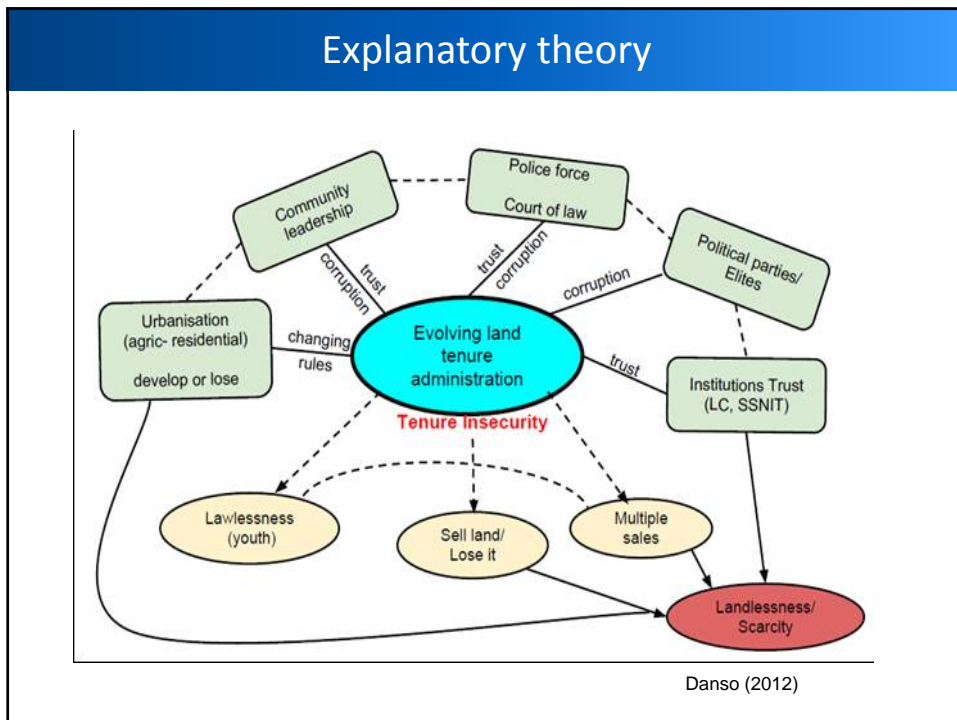 Explanatory theory
Community
leadership
Police force
Court of law
Political parties/
Elites
trust
corruption
trust
corruption
corruption
Urbanisation
(agric- residential)
develop or lose
changing
rules
Evolving land
tenure
administration
trust
Institutions Trust
(LC, SSNIT)
Tenure Insecurity
Lawlessness
(youth)
Sell land/
Lose it
Multiple
sales
Landlessness/
Scarcity
Danso (2012)